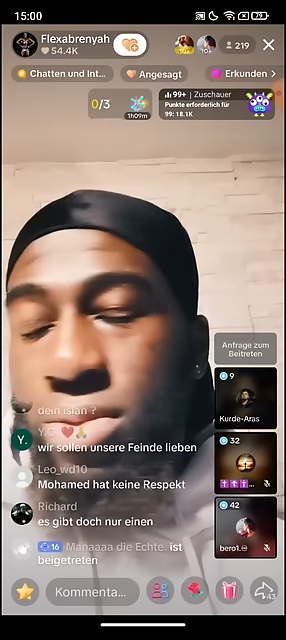 15:00
79
Flexabrenyah
54.4K
219
Chatten und Int...
Angesagt
Erkunden
0/3
1h09m
99+ | Zuschauer
Punkte erforderlich für
99: 18.1K
Anfrage zum
Beitreten
9
Kurde-Aras
32
42
bero1.
dein islan ?
Y.
wir sollen unsere Feinde lieben
Leo_wd10
Mohamed hat keine Respekt
Richard
es gibt doch nur einen
16 Manaaaa die Echte. ist
beigetreten
Kommenta...
43